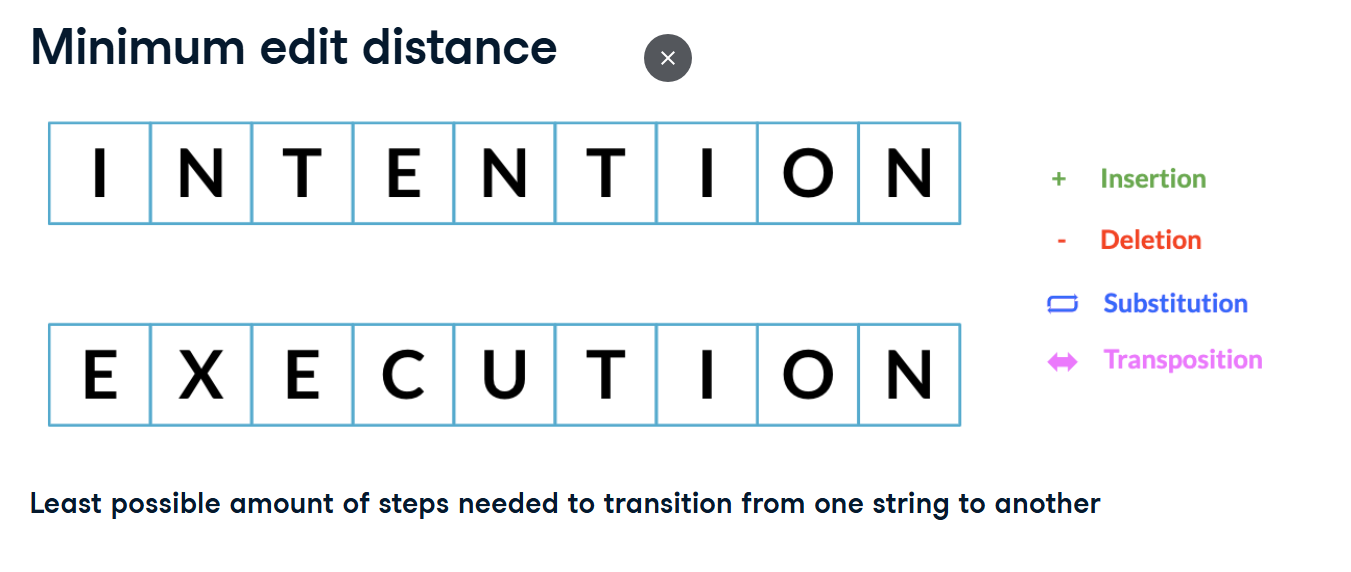 Minimum edit distance
I N T E N T I O N
+ Insertion
- Deletion
Substitution
E X E C U T I O N
Transposition
Least possible amount of steps needed to transition from one string to another